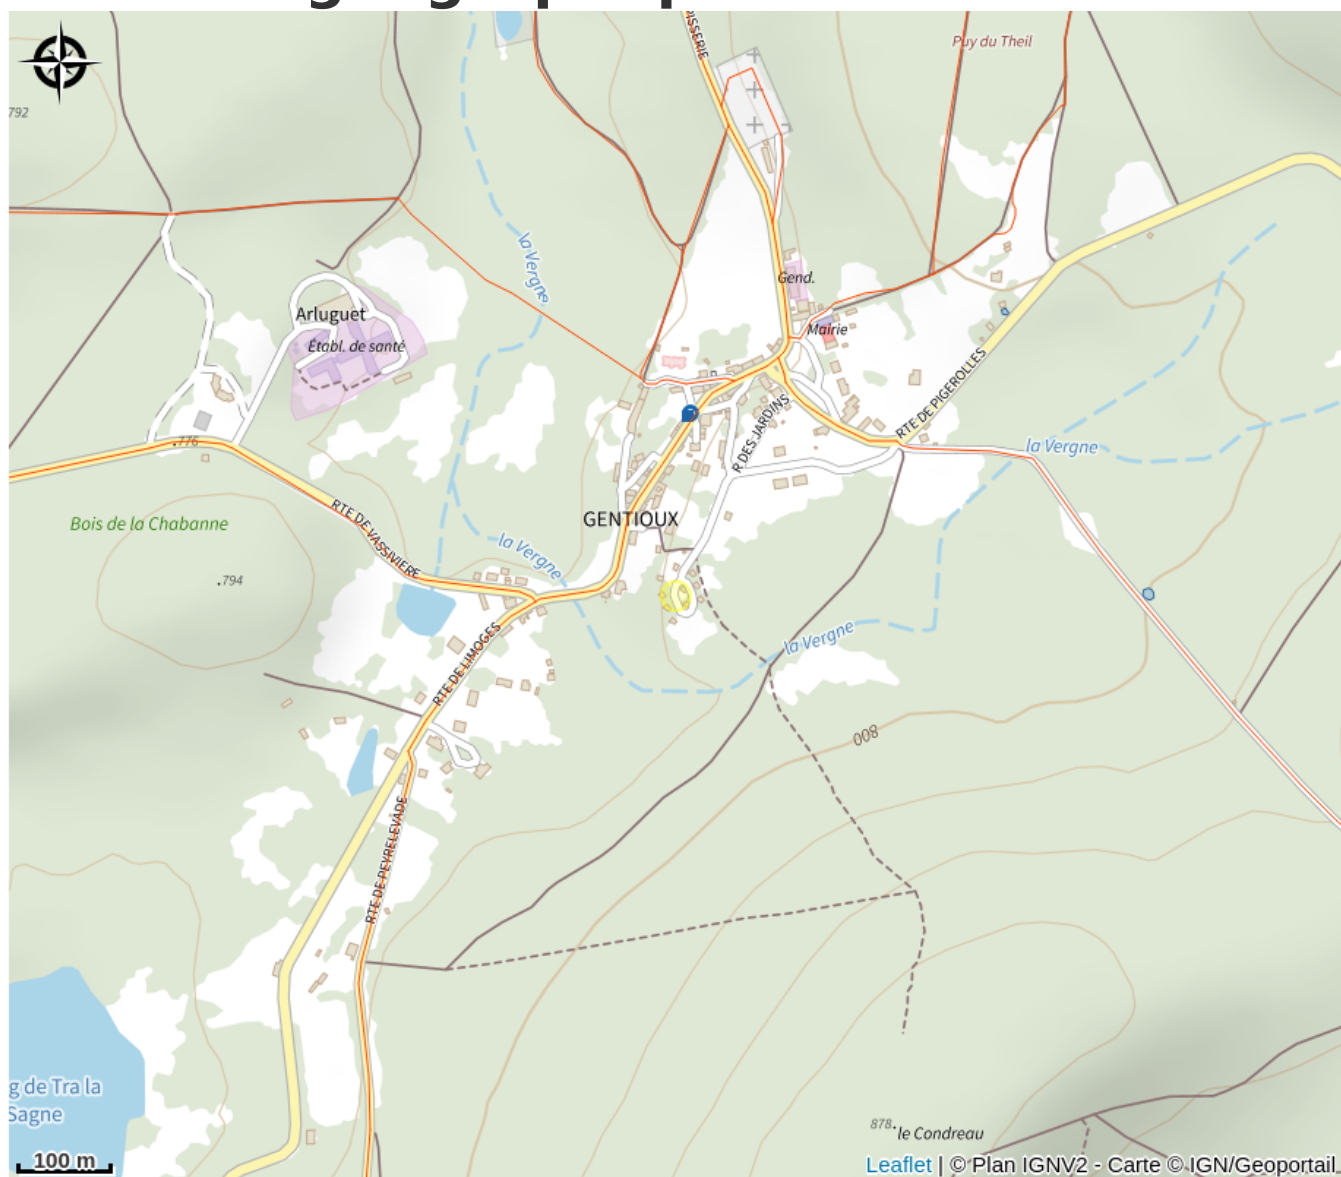 Puy du Theil
792
la Vergne
Gend.
Arluguet
Mairie
Établ. de santé
RTE DE PIGEROLLES
R DES JARDINS
.776
la Vergne
RTE DE VASSIVIERE
GENTIOUX
Bois de la Chabanne
la Vergne
.794
la Vergne
RTE DE LIMOGES
800
RTE DE PEYRELEVADE
g de Tra la
Sagne
878.
le Condreau
100 m
Leaflet | © Plan IGNV2 - Carte © IGN/Geoportail